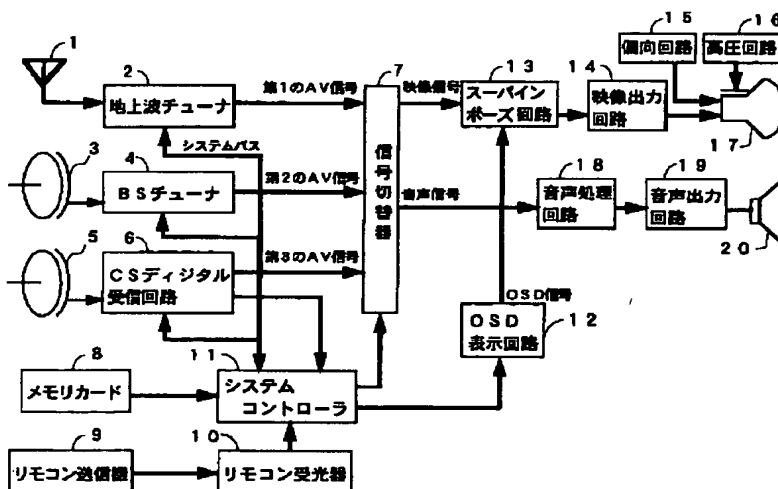 1
2
地上波チューナ
第1のAV信号
3
システムバス
4
BSチューナ
第2のAV信号
5
6
CSディジタル
受信回路
第3のAV信号
7
信号切替器
映像信号
音声信号
13
スーパイン
ポーズ回路
14
映像出力
回路
15
偏向回路
16
高圧回路
17
18
音声処理
回路
19
音声出力
回路
20
OSD信号
OSD
表示回路
12
8
メモリカード
11
システム
コントローラ
9
リモコン送信機
10
リモコン受光器